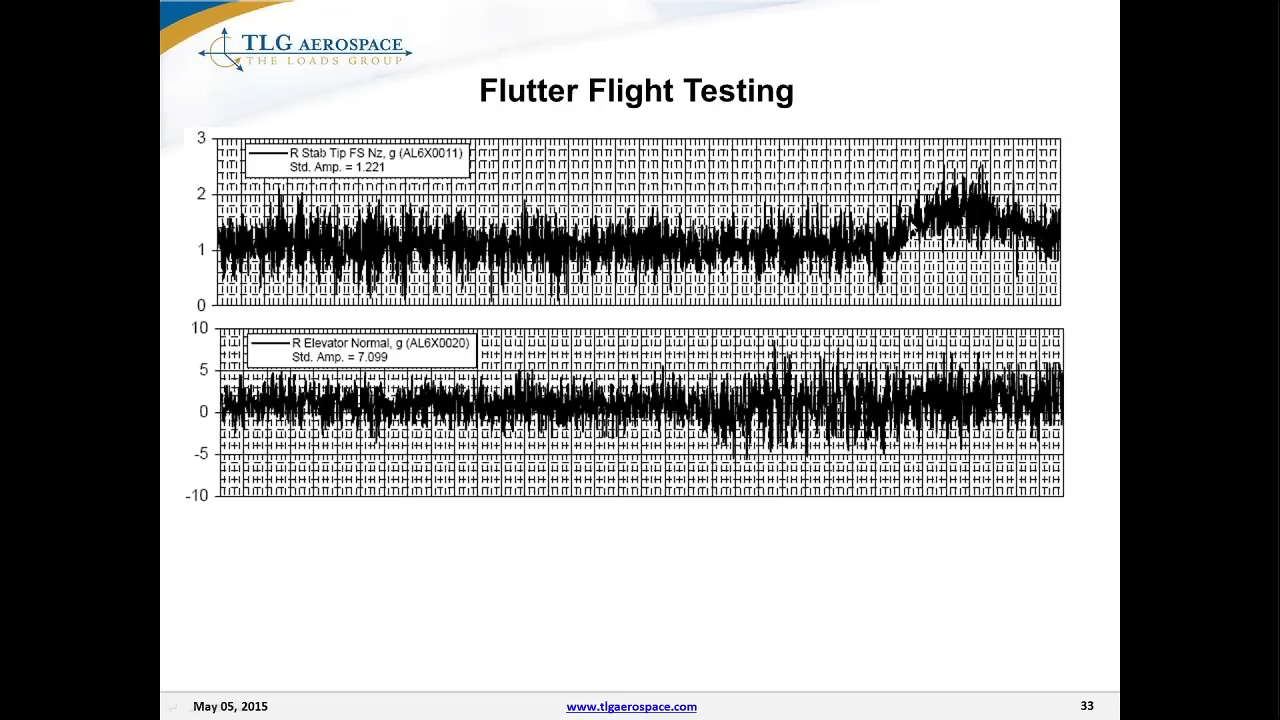 TLG AEROSPACE
THE LOADS GROUP
Flutter Flight Testing
3
2
1
0
R Stab Tip FS Nz, g (AL6X0011)
Std. Amp. = 1.221
10
5
0
-5
-10
R Elevator Normal, g (AL6X0020)
Std. Amp. = 7.099
May 05, 2015
www.tlgaerospace.com
33